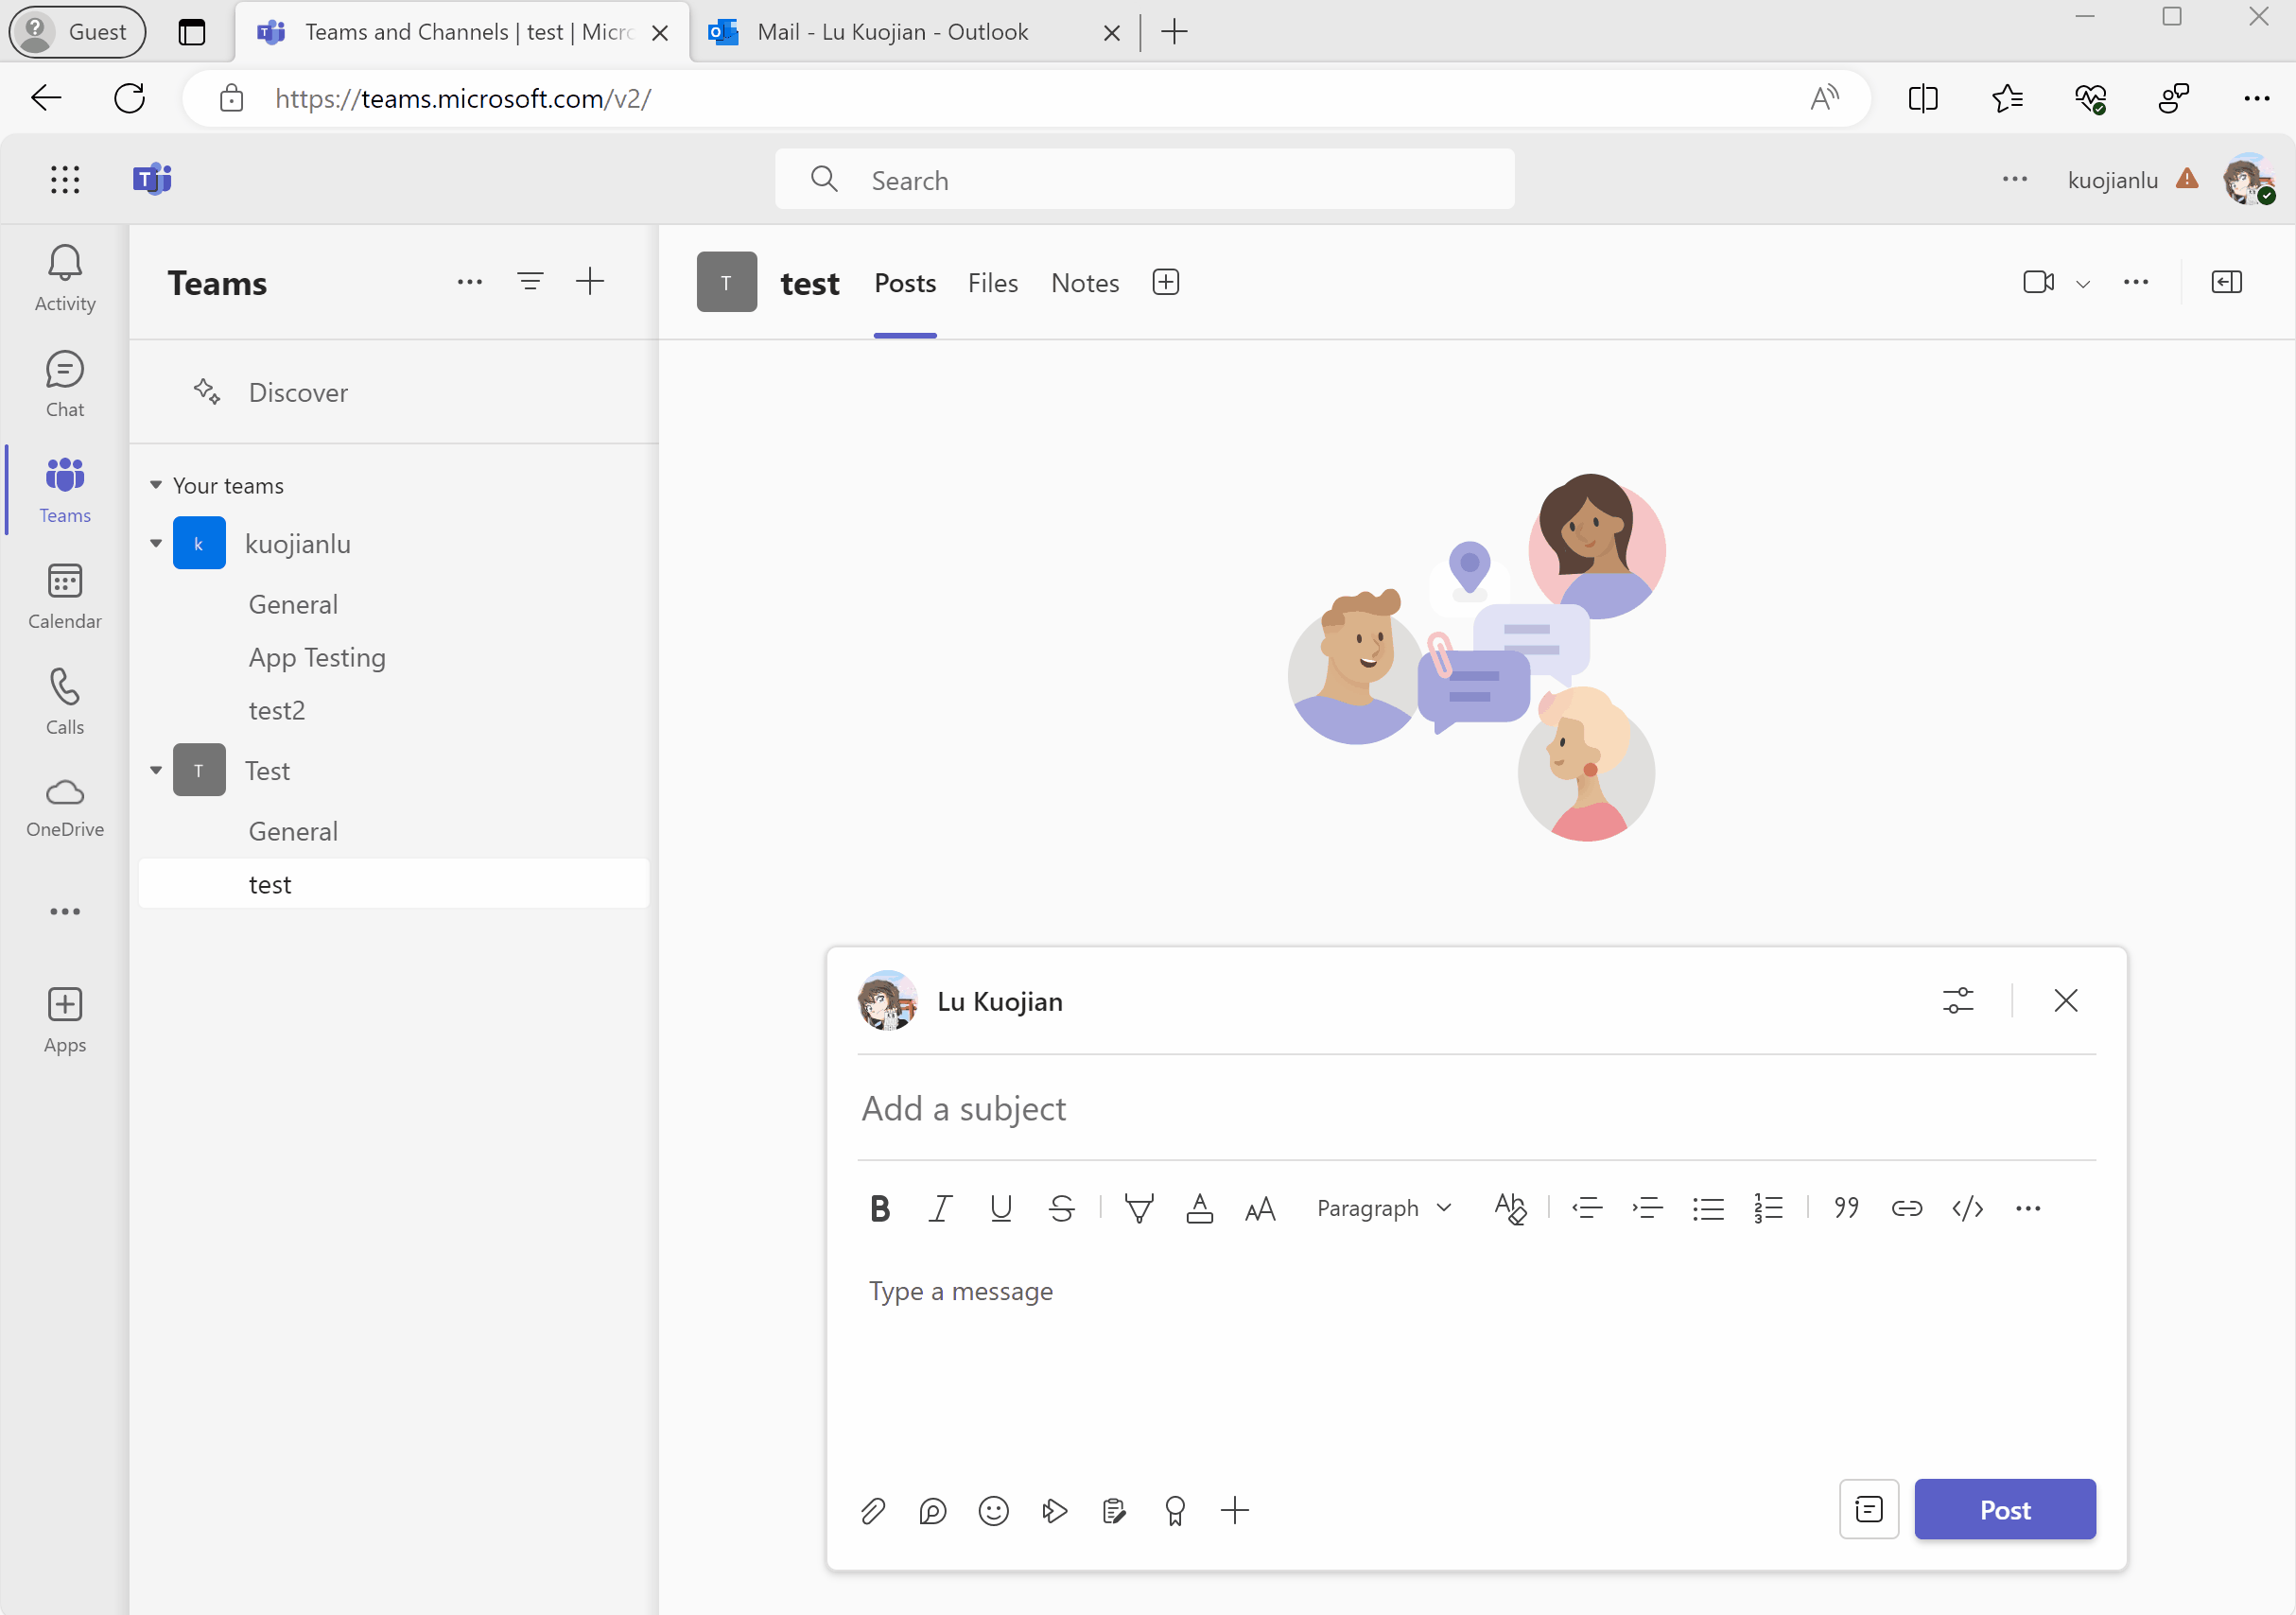 Guest
Teams and Channels | test | Micro
Mail - Lu Kuojian - Outlook
https://teams.microsoft.com/v2/
Search
kuojianlu
Activity
Chat
Teams
Calendar
Calls
OneDrive
Apps
Teams
Discover
Your teams
k
kuojianlu
General
App Testing
test2
T
Test
General
test
T
test
Posts
Files
Notes
Lu Kuojian
Add a subject
Paragraph
Type a message
Post